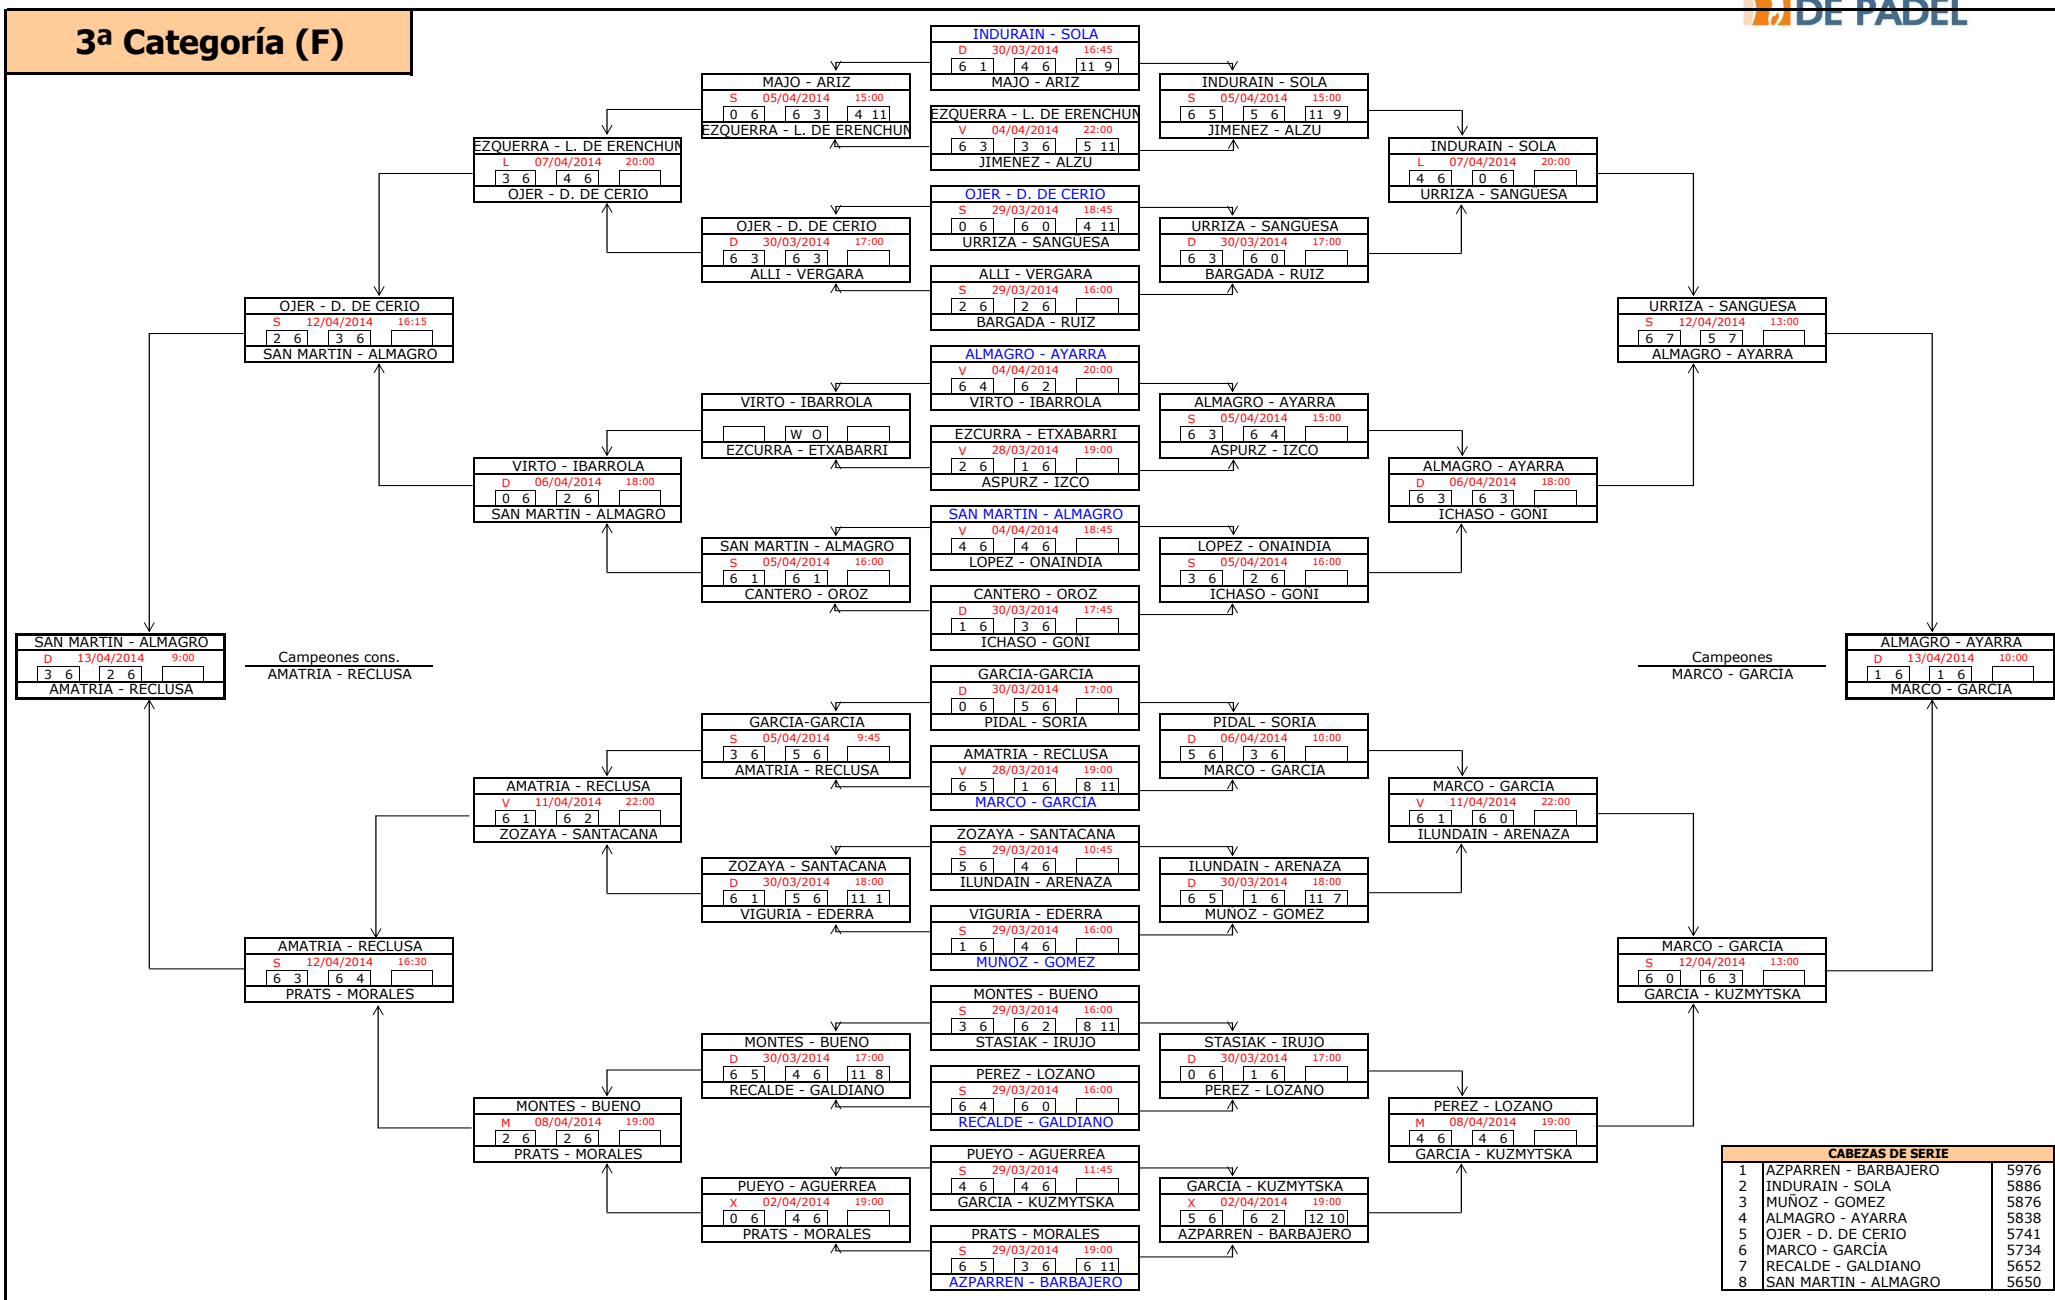 DE PADEL
3ª Categoría (F)
SAN MARTIN - ALMAGRO
D 13/04/2014 9:00
3 6 2 6
AMATRIA - RECLUSA
Campeones cons.
AMATRIA - RECLUSA
OJER - D. DE CERIO
S 12/04/2014 16:15
2 6 3 6
SAN MARTIN - ALMAGRO
AMATRIA - RECLUSA
S 12/04/2014 16:30
6 3 6 4
PRATS - MORALES
EZQUERRA - L. DE ERENCHUN
L 07/04/2014 20:00
3 6 4 6
OJER - D. DE CERIO
VIRTO - IBARROLA
D 06/04/2014 18:00
0 6 2 6
SAN MARTIN - ALMAGRO
AMATRIA - RECLUSA
V 11/04/2014 22:00
6 1 6 2
ZOZAYA - SANTACANA
MONTES - BUENO
M 08/04/2014 19:00
2 6 2 6
PRATS - MORALES
MAJO - ARIZ
S 05/04/2014 15:00
0 6 6 3 4 11
EZQUERRA - L. DE ERENCHUN
OJER - D. DE CERIO
D 30/03/2014 17:00
6 3 6 3
ALLI - VERGARA
VIRTO - IBARROLA
W O
EZCURRA - ETXABARRI
SAN MARTIN - ALMAGRO
S 05/04/2014 16:00
6 1 6 1
CANTERO - OROZ
GARCIA-GARCIA
S 05/04/2014 9:45
3 6 5 6
AMATRIA - RECLUSA
ZOZAYA - SANTACANA
D 30/03/2014 18:00
6 1 5 6 11 1
VIGURIA - EDERRA
MONTES - BUENO
D 30/03/2014 17:00
6 5 4 6 11 8
RECALDE - GALDIANO
PUEYO - AGUERREA
X 02/04/2014 19:00
0 6 4 6
PRATS - MORALES
INDURAIN - SOLA
D 30/03/2014 16:45
6 1 4 6 11 9
MAJO - ARIZ
EZQUERRA - L. DE ERENCHUN
V 04/04/2014 22:00
6 3 3 6 5 11
JIMENEZ - ALZU
OJER - D. DE CERIO
S 29/03/2014 18:45
0 6 6 0 4 11
URRIZA - SANGÜESA
ALLI - VERGARA
S 29/03/2014 16:00
2 6 2 6
BARGADA - RUIZ
ALMAGRO - AYARRA
V 04/04/2014 20:00
6 4 6 2
VIRTO - IBARROLA
EZCURRA - ETXABARRI
V 28/03/2014 19:00
2 6 1 6
ASPURZ - IZCO
SAN MARTIN - ALMAGRO
V 04/04/2014 18:45
4 6 4 6
LOPEZ - ONAINDIA
CANTERO - OROZ
D 30/03/2014 17:45
1 6 3 6
ICHASO - GOÑI
GARCIA-GARCIA
D 30/03/2014 17:00
0 6 5 6
PIDAL - SORIA
AMATRIA - RECLUSA
V 28/03/2014 19:00
6 5 1 6 8 11
MARCO - GARCÍA
ZOZAYA - SANTACANA
S 29/03/2014 10:45
5 6 4 6
ILUNDAIN - ARENAZA
VIGURIA - EDERRA
S 29/03/2014 16:00
1 6 4 6
MUÑOZ - GOMEZ
MONTES - BUENO
S 29/03/2014 16:00
3 6 6 2 8 11
STASIAK - IRUJO
PEREZ - LOZANO
S 29/03/2014 16:00
6 4 6 0
RECALDE - GALDIANO
PUEYO - AGUERREA
S 29/03/2014 11:45
4 6 4 6
GARCIA - KUZMYTSKA
PRATS - MORALES
S 29/03/2014 19:00
6 5 3 6 6 11
AZPARREN - BARBAJERO
INDURAIN - SOLA
S 05/04/2014 15:00
6 5 5 6 11 9
JIMENEZ - ALZU
URRIZA - SANGÜESA
D 30/03/2014 17:00
6 3 6 0
BARGADA - RUIZ
ALMAGRO - AYARRA
S 05/04/2014 15:00
6 3 6 4
ASPURZ - IZCO
LOPEZ - ONAINDIA
S 05/04/2014 16:00
3 6 2 6
ICHASO - GOÑI
PIDAL - SORIA
D 06/04/2014 10:00
5 6 3 6
MARCO - GARCÍA
ILUNDAIN - ARENAZA
D 30/03/2014 18:00
6 5 1 6 11 7
MUÑOZ - GOMEZ
STASIAK - IRUJO
D 30/03/2014 17:00
0 6 1 6
PEREZ - LOZANO
GARCIA - KUZMYTSKA
X 02/04/2014 19:00
5 6 6 2 12 10
AZPARREN - BARBAJERO
INDURAIN - SOLA
L 07/04/2014 20:00
4 6 0 6
URRIZA - SANGÜESA
ALMAGRO - AYARRA
D 06/04/2014 18:00
6 3 6 3
ICHASO - GOÑI
MARCO - GARCÍA
V 11/04/2014 22:00
6 1 6 0
ILUNDAIN - ARENAZA
PEREZ - LOZANO
M 08/04/2014 19:00
4 6 4 6
GARCIA - KUZMYTSKA
URRIZA - SANGÜESA
S 12/04/2014 13:00
6 7 5 7
ALMAGRO - AYARRA
MARCO - GARCÍA
S 12/04/2014 13:00
6 0 6 3
GARCIA - KUZMYTSKA
Campeones
MARCO - GARCÍA
ALMAGRO - AYARRA
D 13/04/2014 10:00
1 6 1 6
MARCO - GARCÍA
CABEZAS DE SERIE
1 AZPARREN - BARBAJERO 5976
2 INDURAIN - SOLA 5886
3 MUÑOZ - GOMEZ 5876
4 ALMAGRO - AYARRA 5838
5 OJER - D. DE CERIO 5741
6 MARCO - GARCÍA 5734
7 RECALDE - GALDIANO 5652
8 SAN MARTIN - ALMAGRO 5650